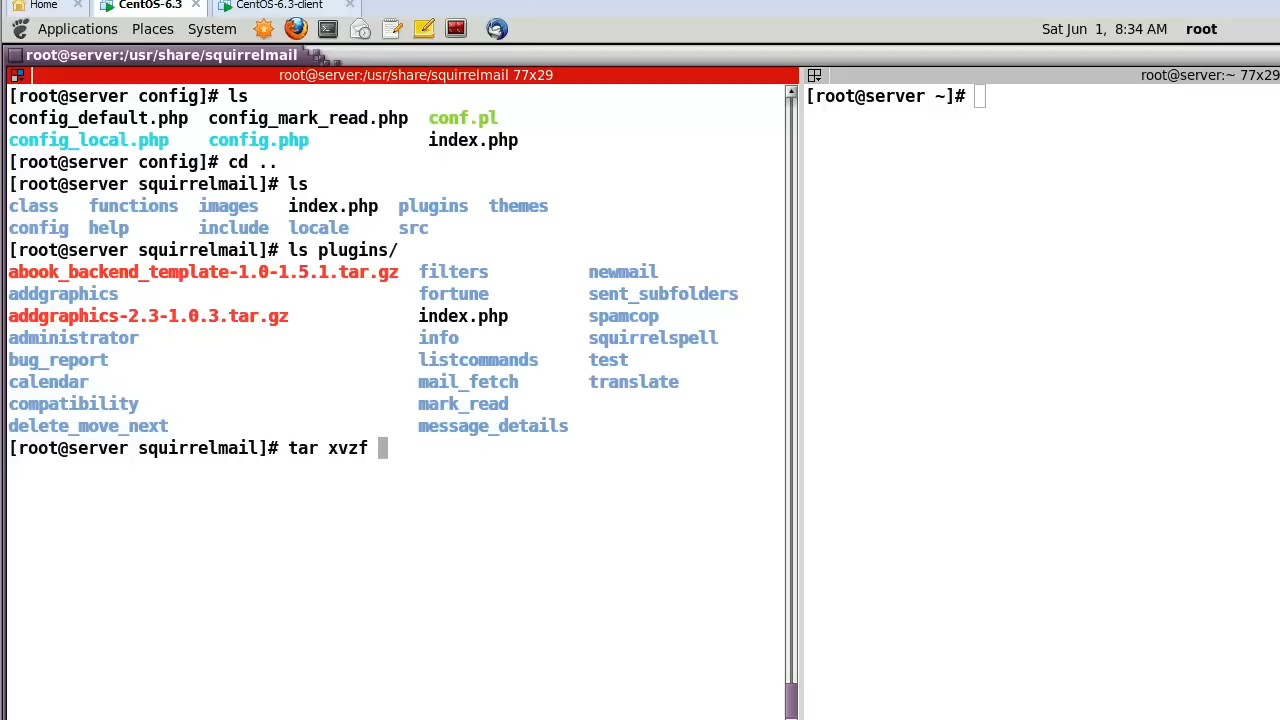 Home CentOS-6.3 CentOS-6.3-client
Applications Places System Sat Jun 1, 8:34 AM root
root@server:/usr/share/squirrelmail
root@server:/usr/share/squirrelmail 77x29
[root@server config]# ls
config_default.php config_mark_read.php conf.pl
config_local.php config.php index.php
[root@server config]# cd ..
[root@server squirrelmail]# ls
class functions images index.php plugins themes
config help include locale src
[root@server squirrelmail]# ls plugins/
abook_backend_template-1.0-1.5.1.tar.gz filters newmail
addgraphics fortune sent_subfolders
addgraphics-2.3-1.0.3.tar.gz index.php spamcop
administrator info squirrelspell
bug_report listcommands test
calendar mail_fetch translate
compatibility mark_read
delete_move_next message_details
[root@server squirrelmail]# tar xvzf
root@server:~ 77x29
[root@server ~]#